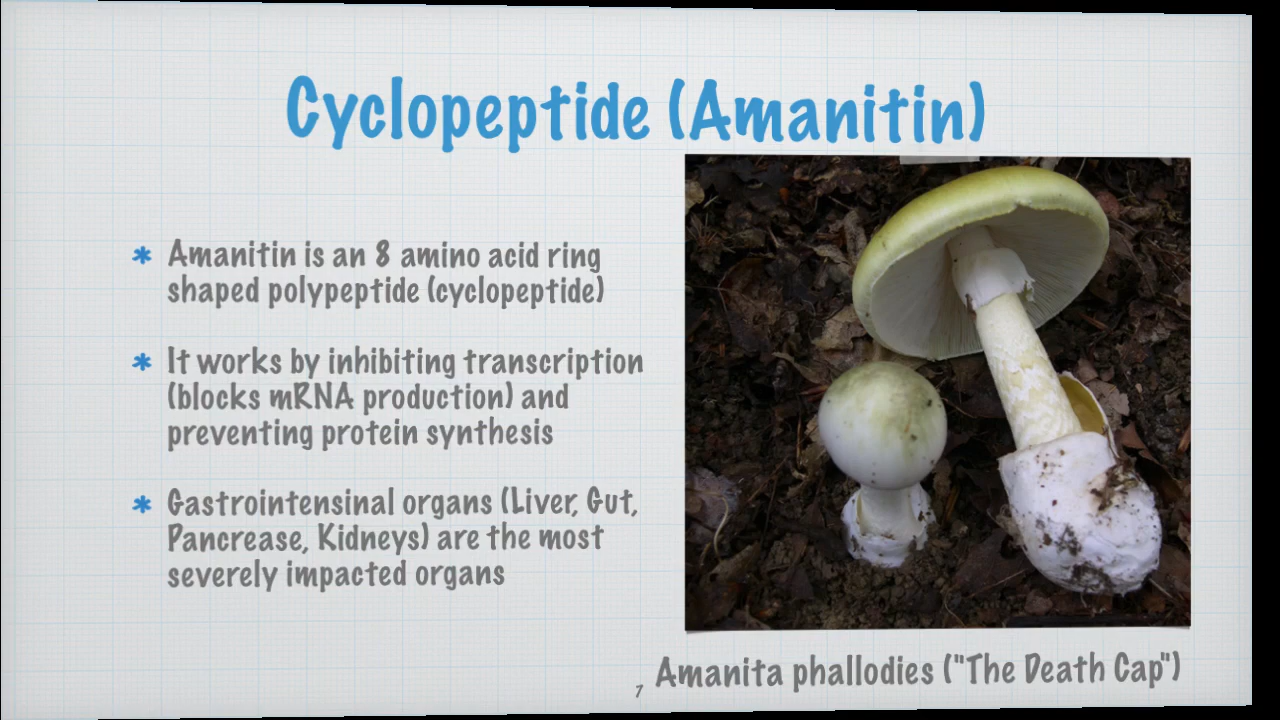 Cyclopeptide (Amanitin)
* Amanitin is an 8 amino acid ring
shaped polypeptide (cyclopeptide)
* It works by inhibiting transcription
(blocks mRNA production) and
preventing protein synthesis
* Gastrointensinal organs (Liver, Gut,
Pancrease, Kidneys) are the most
severely impacted organs
Amanita phallodies ("The Death Cap")
7